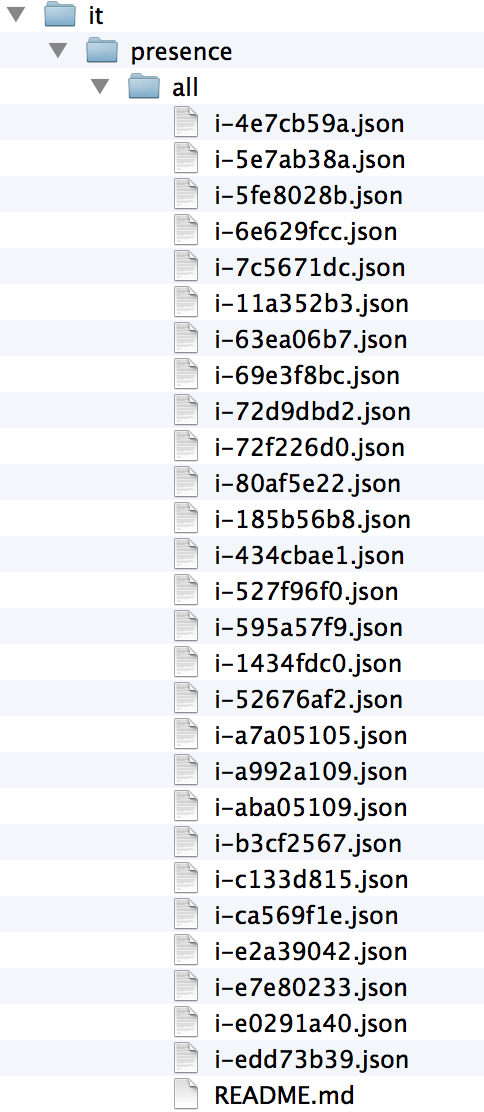 it
presence
all
i-4e7cb59a.json
i-5e7ab38a.json
i-5fe8028b.json
i-6e629fcc.json
i-7c5671dc.json
i-11a352b3.json
i-63ea06b7.json
i-69e3f8bc.json
i-72d9dbd2.json
i-72f226d0.json
i-80af5e22.json
i-185b56b8.json
i-434cbae1.json
i-527f96f0.json
i-595a57f9.json
i-1434fdc0.json
i-52676af2.json
i-a7a05105.json
i-a992a109.json
i-aba05109.json
i-b3cf2567.json
i-c133d815.json
i-ca569f1e.json
i-e2a39042.json
i-e7e80233.json
i-e0291a40.json
i-edd73b39.json
README.md